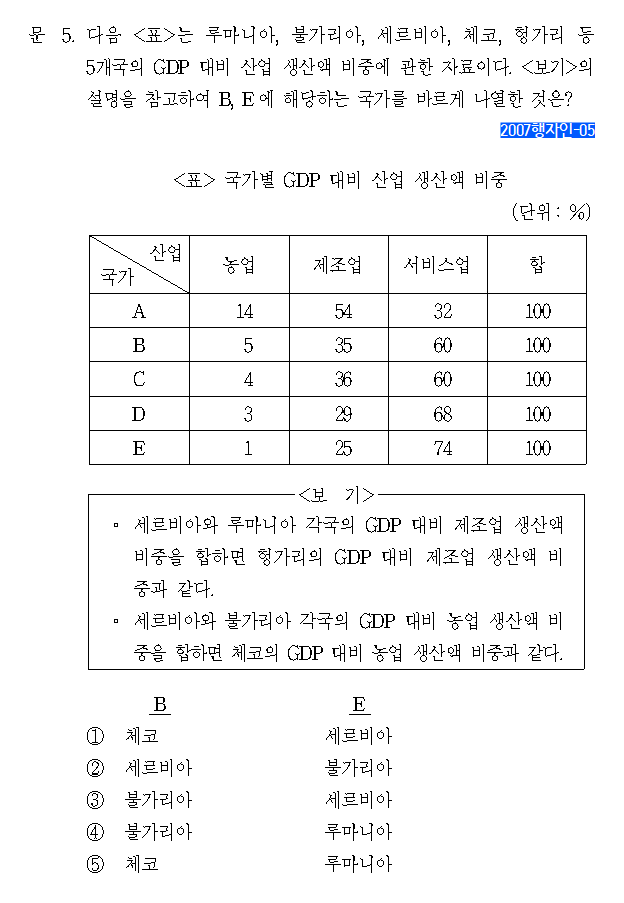 문 5. 다음 <표>는 루마니아, 불가리아, 세르비아, 체코, 헝가리 등
5개국의 GDP 대비 산업 생산액 비중에 관한 자료이다. <보기>의
설명을 참고하여 B, E에 해당하는 국가를 바르게 나열한 것은?
2007행자인-05
<표> 국가별 GDP 대비 산업 생산액 비중
(단위 : %)
산업
국가 농업 제조업 서비스업 합
A 14 54 32 100
B 5 35 60 100
C 4 36 60 100
D 3 29 68 100
E 1 25 74 100
<보 기>
◦ 세르비아와 루마니아 각국의 GDP 대비 제조업 생산액
비중을 합하면 헝가리의 GDP 대비 제조업 생산액 비
중과 같다.
◦ 세르비아와 불가리아 각국의 GDP 대비 농업 생산액 비
중을 합하면 체코의 GDP 대비 농업 생산액 비중과 같다.
B E
① 체코 세르비아
② 세르비아 불가리아
③ 불가리아 세르비아
④ 불가리아 루마니아
⑤ 체코 루마니아